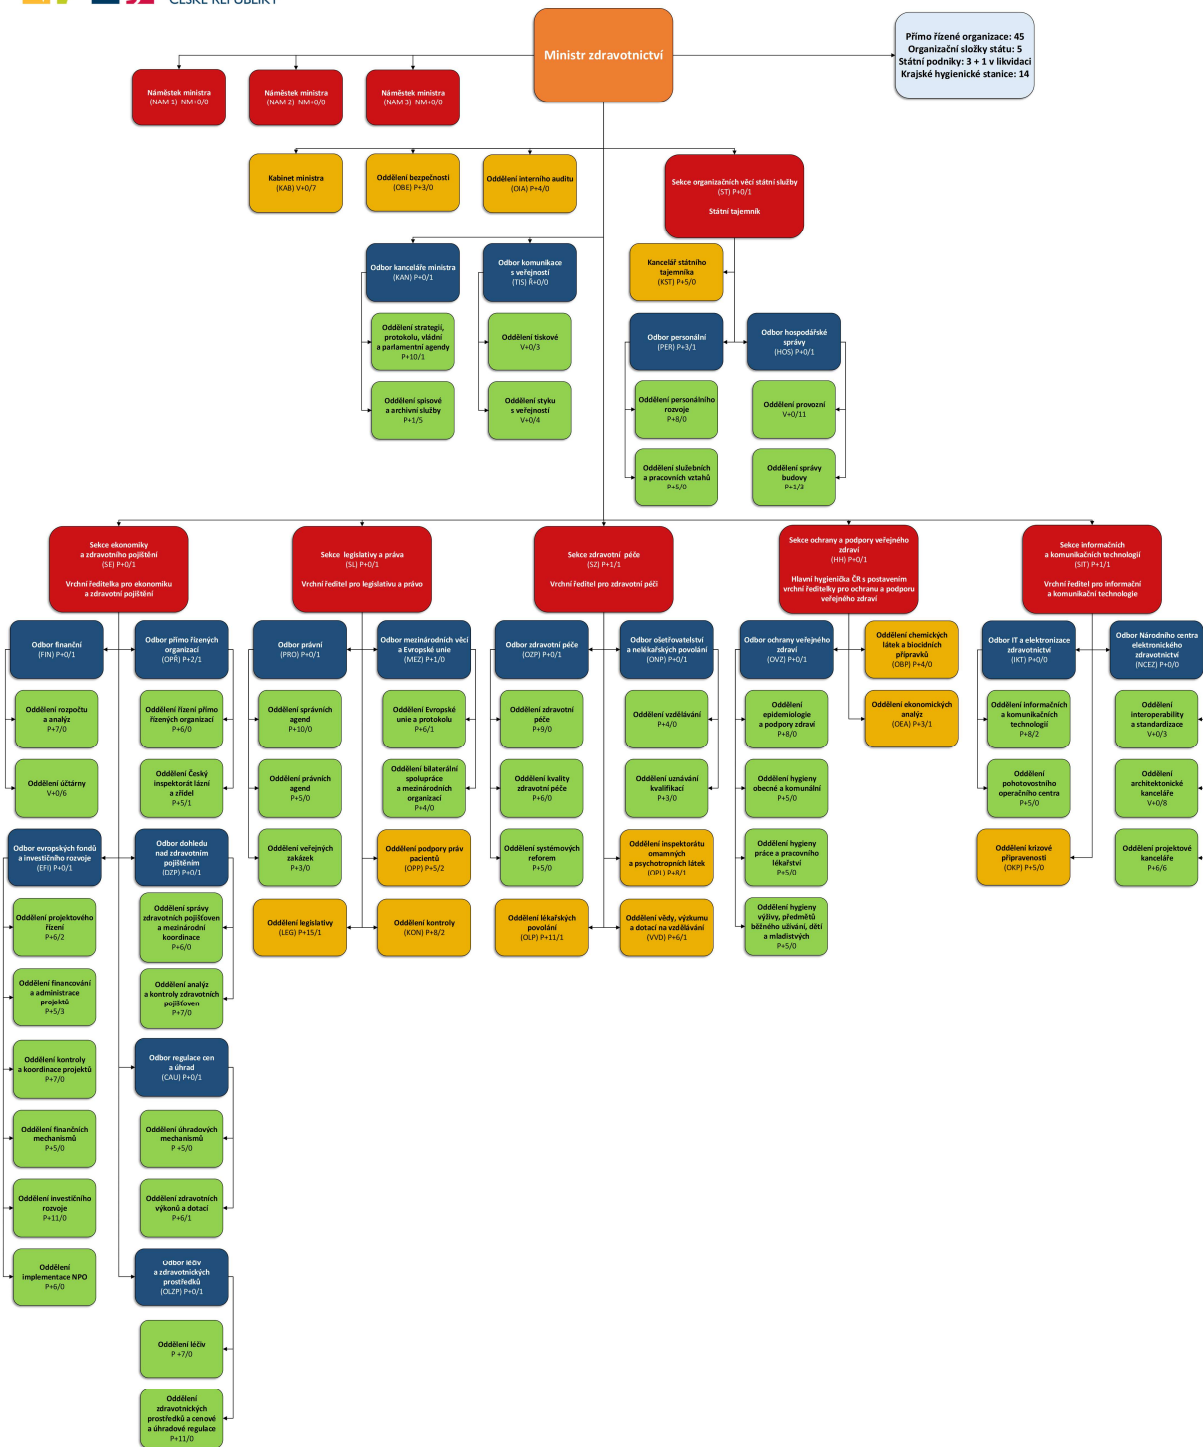 ČESKÉ REPUBLIKY
Ministr zdravotnictví
Přímo řízené organizace: 45
Organizační složky státu: 5
Státní podniky: 3 + 1 v likvidaci
Krajské hygienické stanice: 14
Náměstek ministra
(NAM 1) NM+0/0
Náměstek ministra
(NAM 2) NM+0/0
Náměstek ministra
(NAM 3) NM+0/0
Kabinet ministra
(KAB) V+0/7
Oddělení bezpečnosti
(OBE) P+3/0
Oddělení interního auditu
(OIA) P+4/0
Sekce organizačních věcí státní služby
(ST) P+0/1
Státní tajemník
Odbor kanceláře ministra
(KAN) P+0/1
Odbor komunikace
s veřejností
(TIS) Ř+0/0
Kancelář státního
tajemníka
(KST) P+5/0
Oddělení strategií,
protokolu, vládní
a parlamentní agendy
P+10/1
Oddělení tiskové
V+0/3
Odbor personální
(PER) P+3/1
Odbor hospodářské
správy
(HOS) P+0/1
Oddělení spisové
a archivní služby
P+1/5
Oddělení styku
s veřejností
V+0/4
Oddělení personálního
rozvoje
P+8/0
Oddělení provozní
V+0/11
Oddělení služebních
a pracovních vztahů
P+5/0
Oddělení správy
budovy
P+1/3
Sekce ekonomiky
a zdravotního pojištění
(SE) P+0/1
Vrchní ředitelka pro ekonomiku
a zdravotní pojištění
Sekce legislativy a práva
(SL) P+0/1
Vrchní ředitel pro legislativu a právo
Sekce zdravotní péče
(SZ) P+1/1
Vrchní ředitel pro zdravotní péči
Sekce ochrany a podpory veřejného
zdraví
(HH) P+0/1
Hlavní hygienička ČR s postavením
vrchní ředitelky pro ochranu a podporu
veřejného zdraví
Sekce informačních
a komunikačních technologií
(SIT) P+1/1
Vrchní ředitel pro informační
a komunikační technologie
Odbor finanční
(FIN) P+0/1
Odbor přímo řízených
organizací
(OPŘ) P+2/1
Odbor právní
(PRO) P+0/1
Odbor mezinárodních věcí
a Evropské unie
(MEZ) P+1/0
Odbor zdravotní péče
(OZP) P+0/1
Odbor ošetřovatelství
a nelékařských povolání
(ONP) P+0/1
Odbor ochrany veřejného
zdraví
(OVZ) P+0/1
Oddělení chemických
látek a biocidních
přípravků
(OBP) P+4/0
Odbor IT a elektronizace
zdravotnictví
(IKT) P+0/0
Odbor Národního centra
elektronického
zdravotnictví
(NCEZ) P+0/0
Oddělení rozpočtu
a analýz
P+7/0
Oddělení řízení přímo
řízených organizací
P+6/0
Oddělení správních
agend
P+10/0
Oddělení Evropské
unie a protokolu
P+6/1
Oddělení zdravotní
péče
P+9/0
Oddělení vzdělávání
P+4/0
Oddělení
epidemiologie
a podpory zdraví
P+8/0
Oddělení ekonomických
analýz
(OEA) P+3/1
Oddělení informačních
a komunikačních
technologií
P+8/2
Oddělení
interoperability
a standardizace
V+0/3
Oddělení účtárny
V+0/6
Oddělení Český
inspektorát lázní
a zřídel
P+5/1
Oddělení právních
agend
P+5/0
Oddělení bilaterální
spolupráce
a mezinárodních
organizací
P+4/0
Oddělení kvality
zdravotní péče
P+6/0
Oddělení uznávání
kvalifikací
P+3/0
Oddělení hygieny
obecné a komunální
P+5/0
Oddělení
pohotovostního
operačního centra
P+5/0
Oddělení
architektonické
kanceláře
V+0/8
Odbor evropských fondů
a investičního rozvoje
(EFI) P+0/1
Odbor dohledu
nad zdravotním
pojištěním
(DZP) P+0/1
Oddělení veřejných
zakázek
P+3/0
Oddělení podpory práv
pacientů
(OPP) P+5/2
Oddělení systémových
reforem
P+5/0
Oddělení inspektorátu
omamných
a psychotropních látek
(OPL) P+8/1
Oddělení hygieny
práce a pracovního
lékařství
P+5/0
Oddělení krizové
připravenosti
(OKP) P+5/0
Oddělení projektové
kanceláře
P+6/6
Oddělení projektového
řízení
P+6/2
Oddělení správy
zdravotních pojišťoven
a mezinárodní
koordinace
P+6/0
Oddělení legislativy
(LEG) P+15/1
Oddělení kontroly
(KON) P+8/2
Oddělení lékařských
povolání
(OLP) P+11/1
Oddělení vědy, výzkumu
a dotací na vzdělávání
(VVD) P+6/1
Oddělení hygieny
výživy, předmětů
běžného užívání, dětí
a mladistvých
P+5/0
Oddělení financování
a administrace
projektů
P+5/3
Oddělení analýz
a kontroly zdravotních
pojišťoven
P+7/0
Oddělení kontroly
a koordinace projektů
P+7/0
Odbor regulace cen
a úhrad
(CAU) P+0/1
Oddělení finančních
mechanismů
P+5/0
Oddělení úhradových
mechanismů
P +5/0
Oddělení investičního
rozvoje
P+11/0
Oddělení zdravotních
výkonů a dotací
P+6/1
Oddělení
implementace NPO
P+6/0
Odbor léčiv
a zdravotnických
prostředků
(OLZP) P+0/1
Oddělení léčiv
P +7/0
Oddělení
zdravotnických
prostředků a cenové
a úhradové regulace
P+11/0